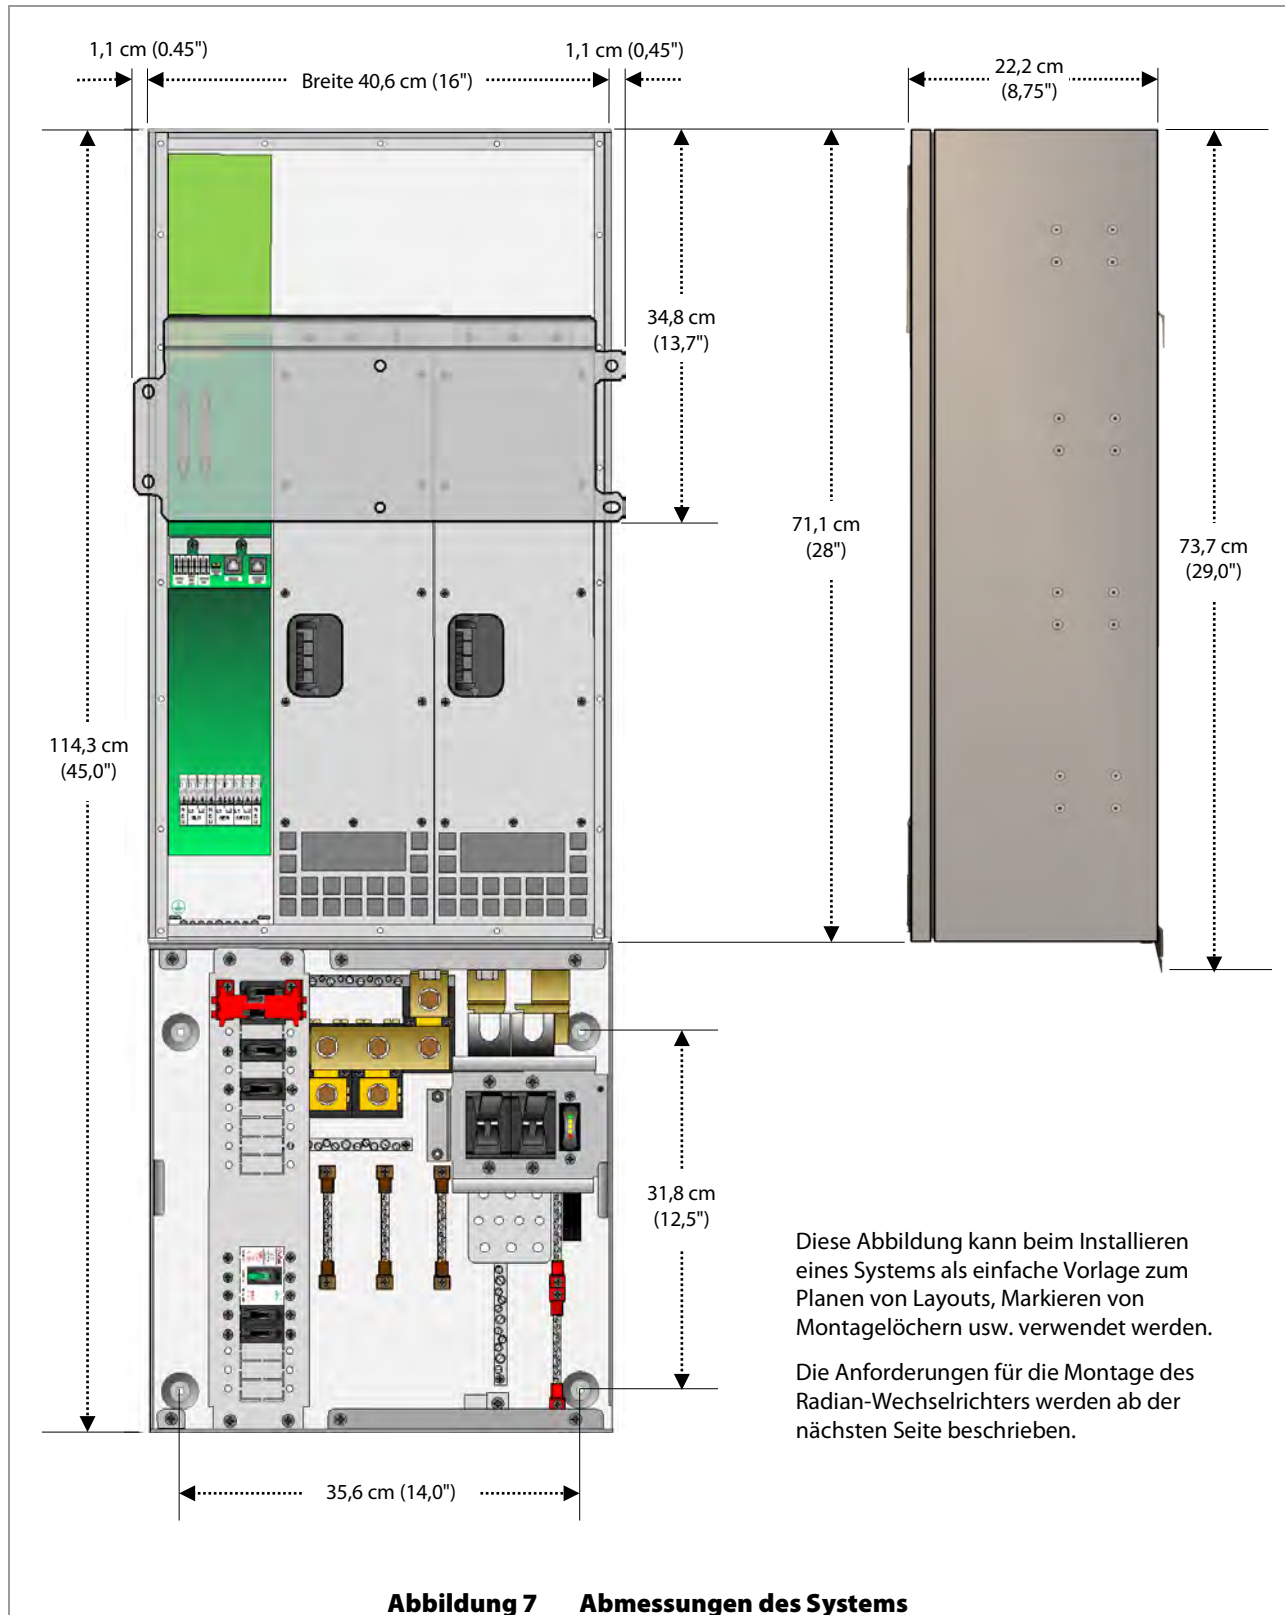 1,1 cm (0.45")
1,1 cm (0,45")
Breite 40,6 cm (16")
22,2 cm
(8,75")
34,8 cm
(13,7")
71,1 cm
(28")
73,7 cm
(29,0")
114,3 cm
(45,0")
31,8 cm
(12,5")
Diese Abbildung kann beim Installieren
eines Systems als einfache Vorlage zum
Planen von Layouts, Markieren von
Montagelöchern usw. verwendet werden.
Die Anforderungen für die Montage des
Radian-Wechselrichters werden ab der
nächsten Seite beschrieben.
35,6 cm (14,0")
Abbildung 7 Abmessungen des Systems